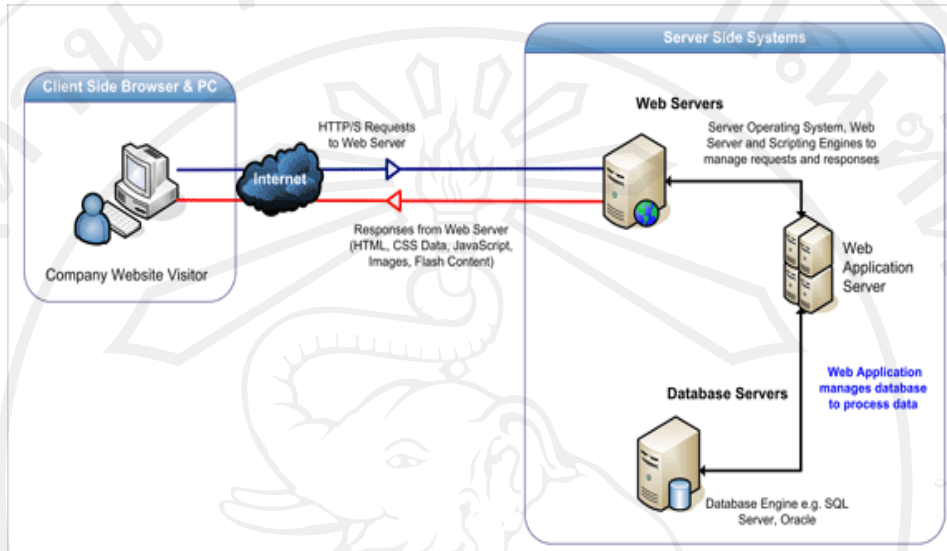 Server Side Systems
Client Side Browser & PC
Web Servers
HTTP/S Requests
to Web Server
Server Operating System, Web
Server and Scripting Engines to
manage requests and responses
Internet
Responses from Web Server
(HTML, CSS Data, JavaScript,
Images, Flash Content)
Company Website Visitor
Web
Application
Server
Web Application
manages database
to process data
Database Servers
Database Engine e.g. SQL
Server, Oracle